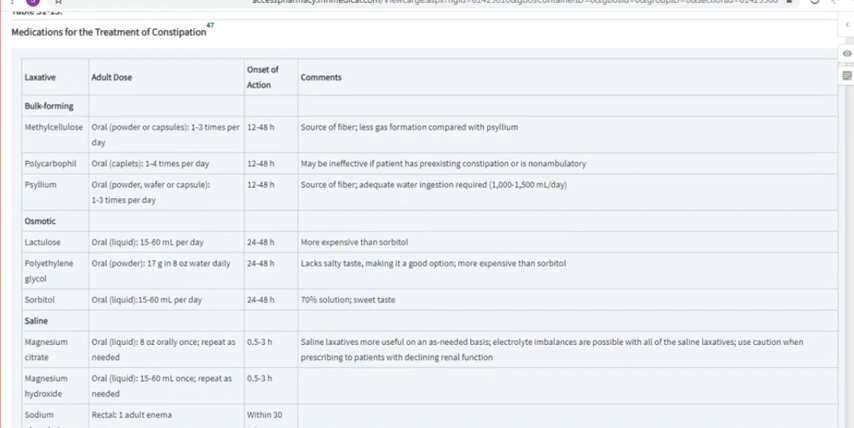 Medications for the Treatment of Constipation 47
Laxative Adult Dose Onset of Action Comments
Bulk-forming
Methylcellulose Oral (powder or capsules): 1-3 times per day 12-48 h Source of fiber; less gas formation compared with psyllium
Polycarbophil Oral (caplets): 1-4 times per day 12-48 h May be ineffective if patient has preexisting constipation or is nonambulatory
Psyllium Oral (powder, wafer or capsule): 1-3 times per day 12-48 h Source of fiber; adequate water ingestion required (1,000-1,500 mL/day)
Osmotic
Lactulose Oral (liquid): 15-60 mL per day 24-48 h More expensive than sorbitol
Polyethylene glycol Oral (powder): 17 g in 8 oz water daily 24-48 h Lacks salty taste, making it a good option; more expensive than sorbitol
Sorbitol Oral (liquid):15-60 mL per day 24-48 h 70% solution; sweet taste
Saline
Magnesium citrate Oral (liquid): 8 oz orally once; repeat as needed 0.5-3 h Saline laxatives more useful on an as-needed basis; electrolyte imbalances are possible with all of the saline laxatives; use caution when prescribing to patients with declining renal function
Magnesium hydroxide Oral (liquid): 15-60 mL once; repeat as needed 0.5-3 h
Sodium Rectal: 1 adult enema Within 30